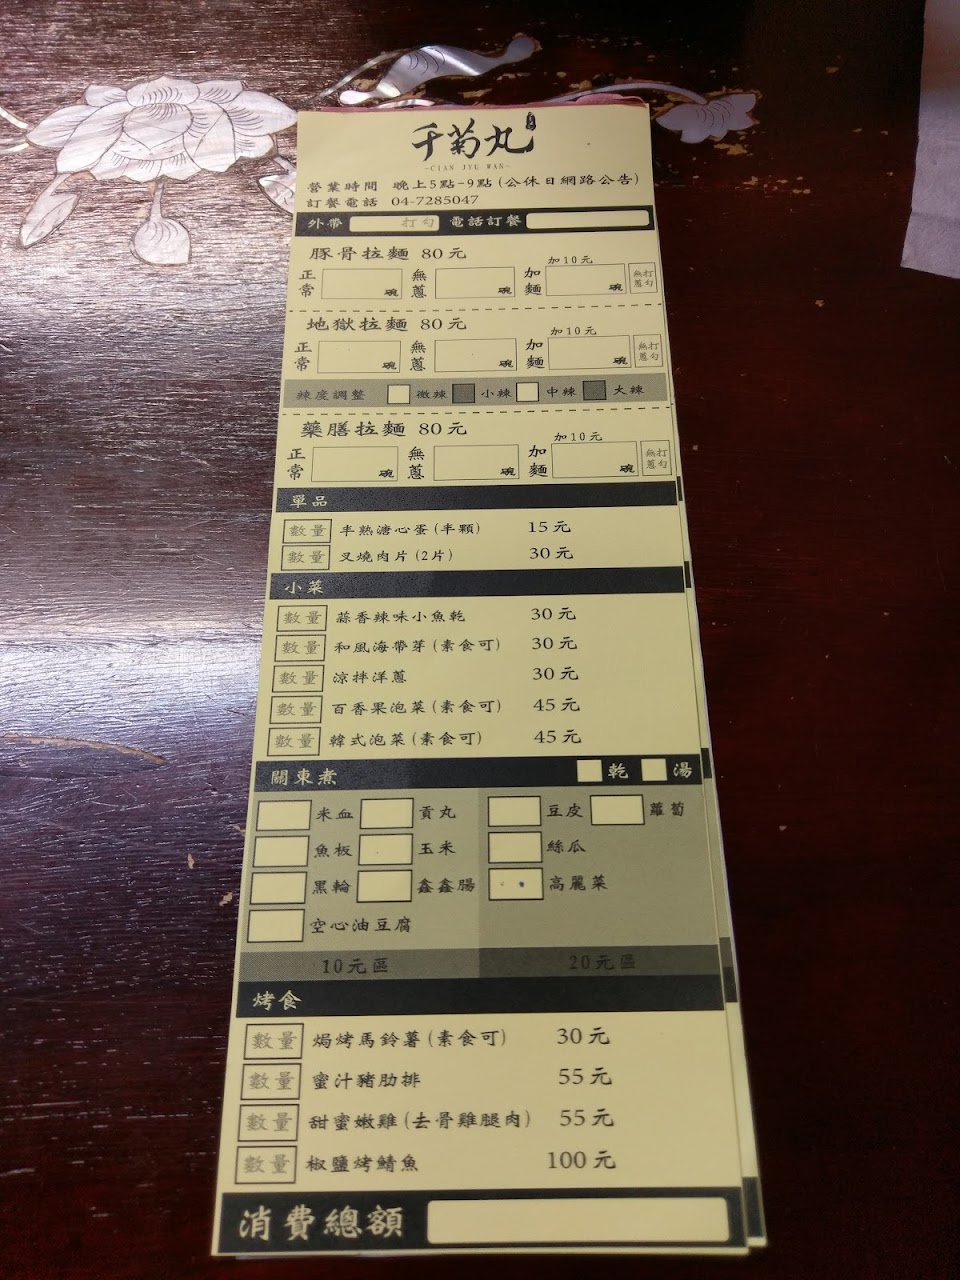 千菊丸
~CIAN JYU WAN~
營業時間 晚上5點-9點(公休日網路公告)
訂餐電話 04-7285047
外帶 打勾 電話訂餐
豚骨拉麵 80元
加10元
正常 碗 無蔥 碗 加麵 碗 無蔥打勾
地獄拉麵 80元
加10元
正常 碗 無蔥 碗 加麵 碗 無蔥打勾
辣度調整 微辣 小辣 中辣 大辣
藥膳拉麵 80元
加10元
正常 碗 無蔥 碗 加麵 碗 無蔥打勾
單品
數量 半熟溏心蛋(半顆) 15元
數量 叉燒肉片(2片) 30元
小菜
數量 蒜香辣味小魚乾 30元
數量 和風海帶芽(素食可) 30元
數量 涼拌洋蔥 30元
數量 百香果泡菜(素食可) 45元
數量 韓式泡菜(素食可) 45元
關東煮 乾 湯
米血 貢丸 豆皮 蘿蔔
魚板 玉米 絲瓜
黑輪 鑫鑫腸 高麗菜
空心油豆腐
10元區 20元區
烤食
數量 焗烤馬鈴薯(素食可) 30元
數量 蜜汁豬肋排 55元
數量 甜蜜嫩雞(去骨雞腿肉) 55元
數量 椒鹽烤鯖魚 100元
消費總額